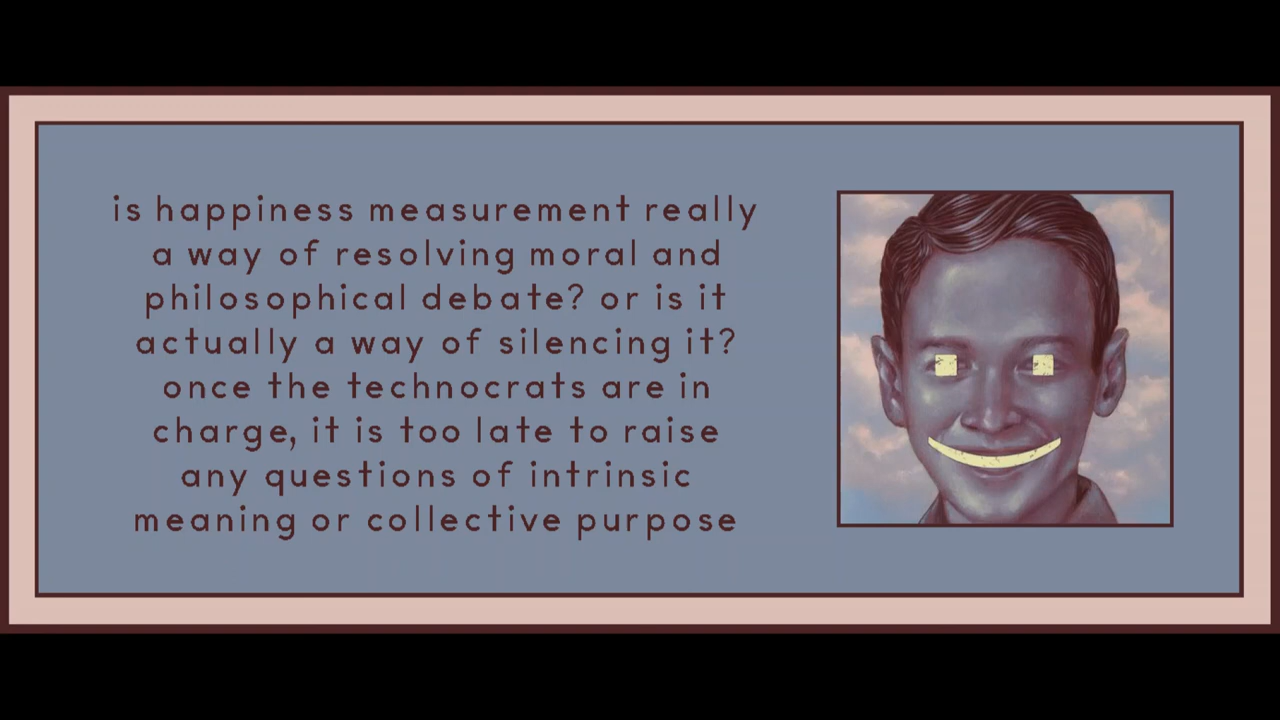 is happiness measurement really
a way of resolving moral and
philosophical debate? or is it
actually a way of silencing it?
once the technocrats are in
charge, it is too late to raise
any questions of intrinsic
meaning or collective purpose